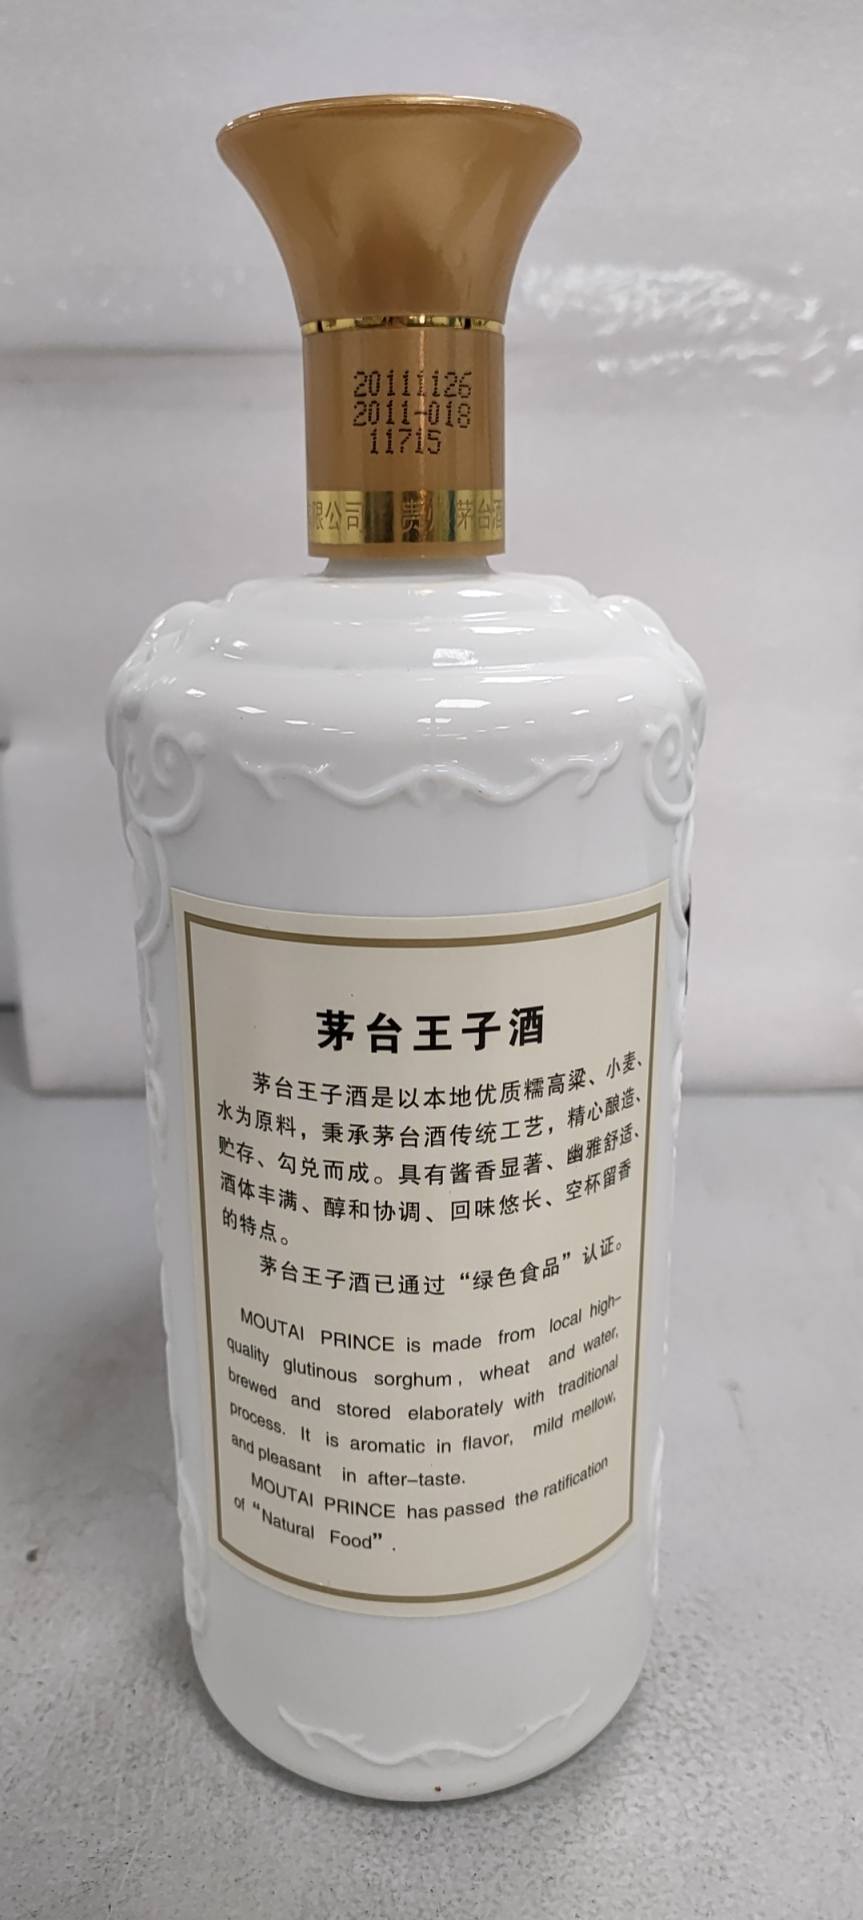 20111126
2011-018
11715
限公司 贵州茅台酒
茅台王子酒
茅台王子酒是以本地优质糯高粱、小麦、
水为原料，秉承茅台酒传统工艺，精心酿造、
贮存、勾兑而成。具有酱香显著、幽雅舒适、
酒体丰满、醇和协调、回味悠长、空杯留香
的特点。
茅台王子酒已通过“绿色食品”认证。
MOUTAI PRINCE is made from local high-
quality glutinous sorghum, wheat and water,
brewed and stored elaborately with traditional
process. It is aromatic in flavor, mild mellow,
and pleasant in after-taste.
MOUTAI PRINCE has passed the ratification
of “Natural Food”.